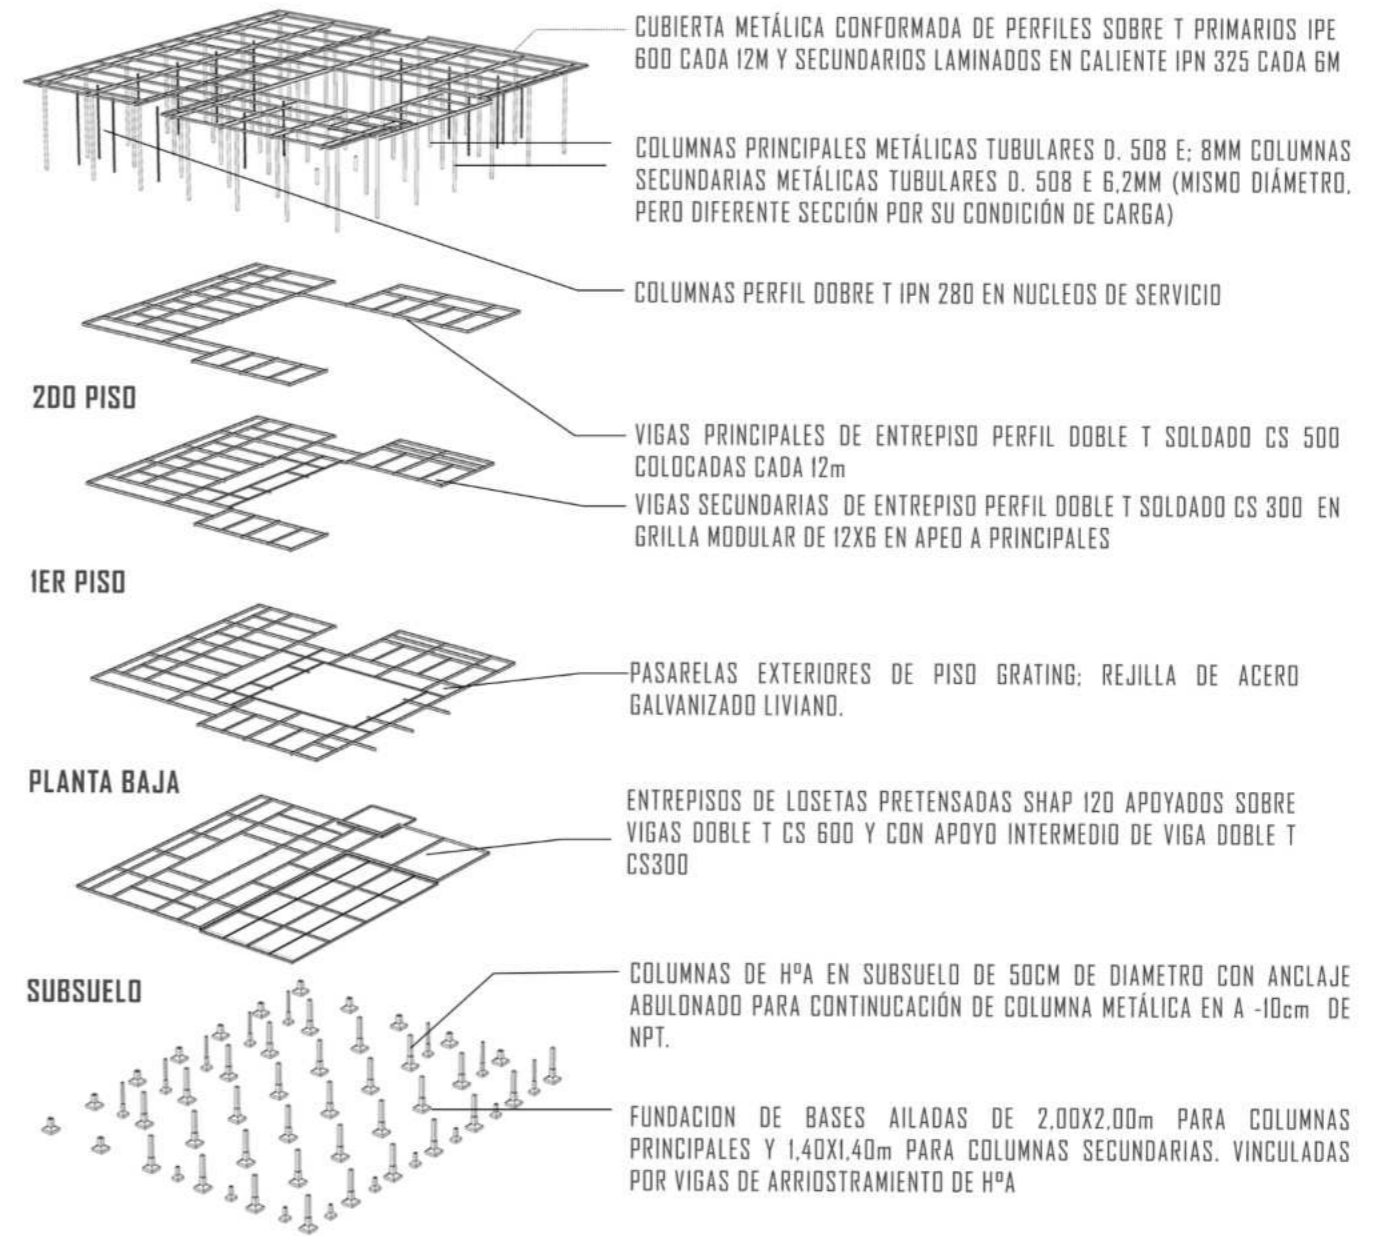 CUBIERTA METÁLICA CONFORMADA DE PERFILES SOBRE T PRIMARIOS IPE
600 CADA 12M Y SECUNDARIOS LAMINADOS EN CALIENTE IPN 325 CADA 6M
COLUMNAS PRINCIPALES METÁLICAS TUBULARES D. 508 E; 8MM COLUMNAS
SECUNDARIAS METÁLICAS TUBULARES D. 508 E 6,2MM (MISMO DIÁMETRO,
PERO DIFERENTE SECCIÓN POR SU CONDICIÓN DE CARGA)
COLUMNAS PERFIL DOBRE T IPN 280 EN NUCLEOS DE SERVICIO
2DO PISO
VIGAS PRINCIPALES DE ENTREPISO PERFIL DOBLE T SOLDADO CS 500
COLOCADAS CADA 12m
VIGAS SECUNDARIAS DE ENTREPISO PERFIL DOBLE T SOLDADO CS 300 EN
GRILLA MODULAR DE 12X6 EN APEO A PRINCIPALES
1ER PISO
PASARELAS EXTERIORES DE PISO GRATING; REJILLA DE ACERO
GALVANIZADO LIVIANO.
PLANTA BAJA
ENTREPISOS DE LOSETAS PRETENSADAS SHAP 120 APOYADOS SOBRE
VIGAS DOBLE T CS 600 Y CON APOYO INTERMEDIO DE VIGA DOBLE T
CS300
SUBSUELO
COLUMNAS DE HºA EN SUBSUELO DE 50CM DE DIAMETRO CON ANCLAJE
ABULONADO PARA CONTINUCACIÓN DE COLUMNA METÁLICA EN A -10cm DE
NPT.
FUNDACION DE BASES AILADAS DE 2,00X2,00m PARA COLUMNAS
PRINCIPALES Y 1,40X1,40m PARA COLUMNAS SECUNDARIAS. VINCULADAS
POR VIGAS DE ARRIOSTRAMIENTO DE HºA